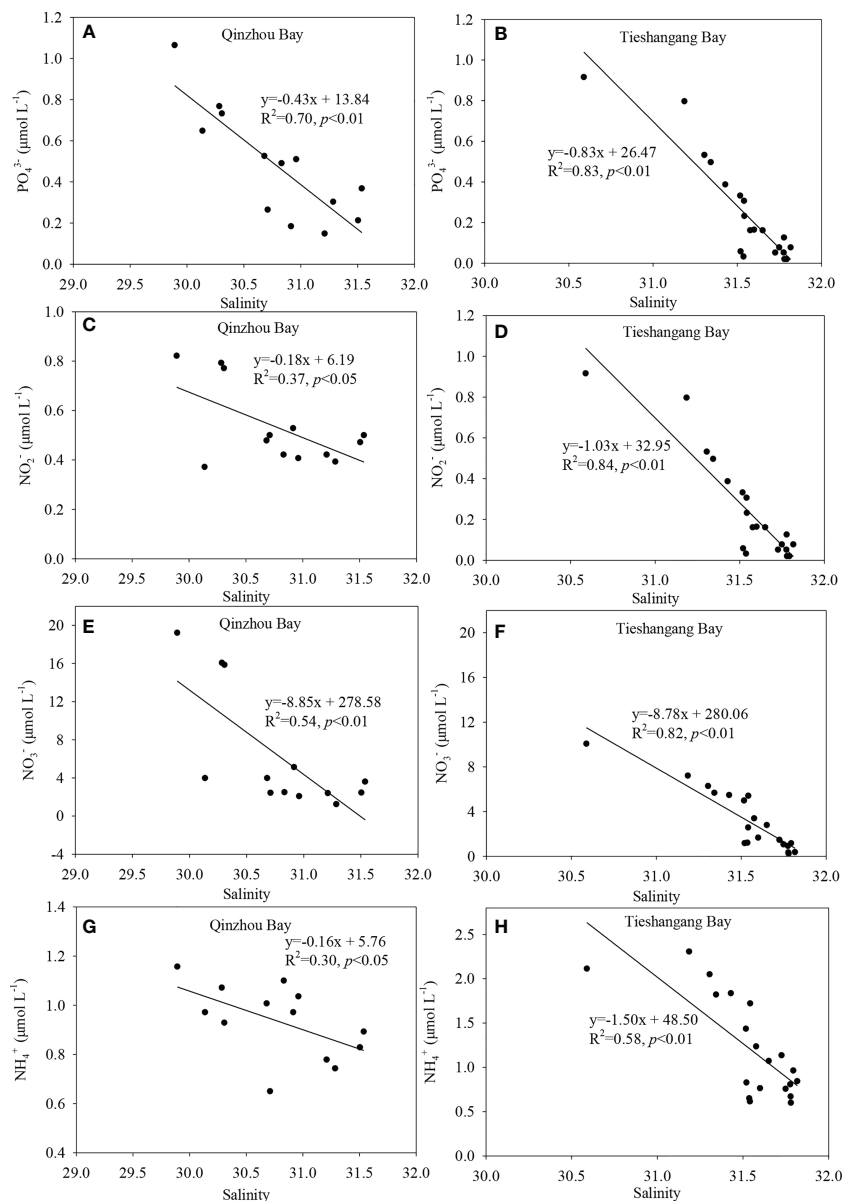 A
Qinzhou Bay
y=-0.43x + 13.84
R²=0.70, p<0.01
PO₄³⁻ (μmol L⁻¹)
1.2
1.0
0.8
0.6
0.4
0.2
0.0
29.0 29.5 30.0 30.5 31.0 31.5 32.0
Salinity
B
Tieshangang Bay
y=-0.83x + 26.47
R²=0.83, p<0.01
PO₄³⁻ (μmol L⁻¹)
1.2
1.0
0.8
0.6
0.4
0.2
0.0
30.0 30.5 31.0 31.5 32.0
Salinity
C
Qinzhou Bay
y=-0.18x + 6.19
R²=0.37, p<0.05
NO₂⁻ (μmol L⁻¹)
1.0
0.8
0.6
0.4
0.2
0.0
29.0 29.5 30.0 30.5 31.0 31.5 32.0
Salinity
D
Tieshangang Bay
y=-1.03x + 32.95
R²=0.84, p<0.01
NO₂⁻ (μmol L⁻¹)
1.2
1.0
0.8
0.6
0.4
0.2
0.0
30.0 30.5 31.0 31.5 32.0
Salinity
E
Qinzhou Bay
y=-8.85x + 278.58
R²=0.54, p<0.01
NO₃⁻ (μmol L⁻¹)
20
16
12
8
4
0
-4
29.0 29.5 30.0 30.5 31.0 31.5 32.0
Salinity
F
Tieshangang Bay
y=-8.78x + 280.06
R²=0.82, p<0.01
NO₃⁻ (μmol L⁻¹)
20
16
12
8
4
0
30.0 30.5 31.0 31.5 32.0
Salinity
G
Qinzhou Bay
y=-0.16x + 5.76
R²=0.30, p<0.05
NH₄⁺ (μmol L⁻¹)
1.4
1.2
1.0
0.8
0.6
0.4
29.0 29.5 30.0 30.5 31.0 31.5 32.0
Salinity
H
Tieshangang Bay
y=-1.50x + 48.50
R²=0.58, p<0.01
NH₄⁺ (μmol L⁻¹)
2.5
2.0
1.5
1.0
0.5
0.0
30.0 30.5 31.0 31.5 32.0
Salinity